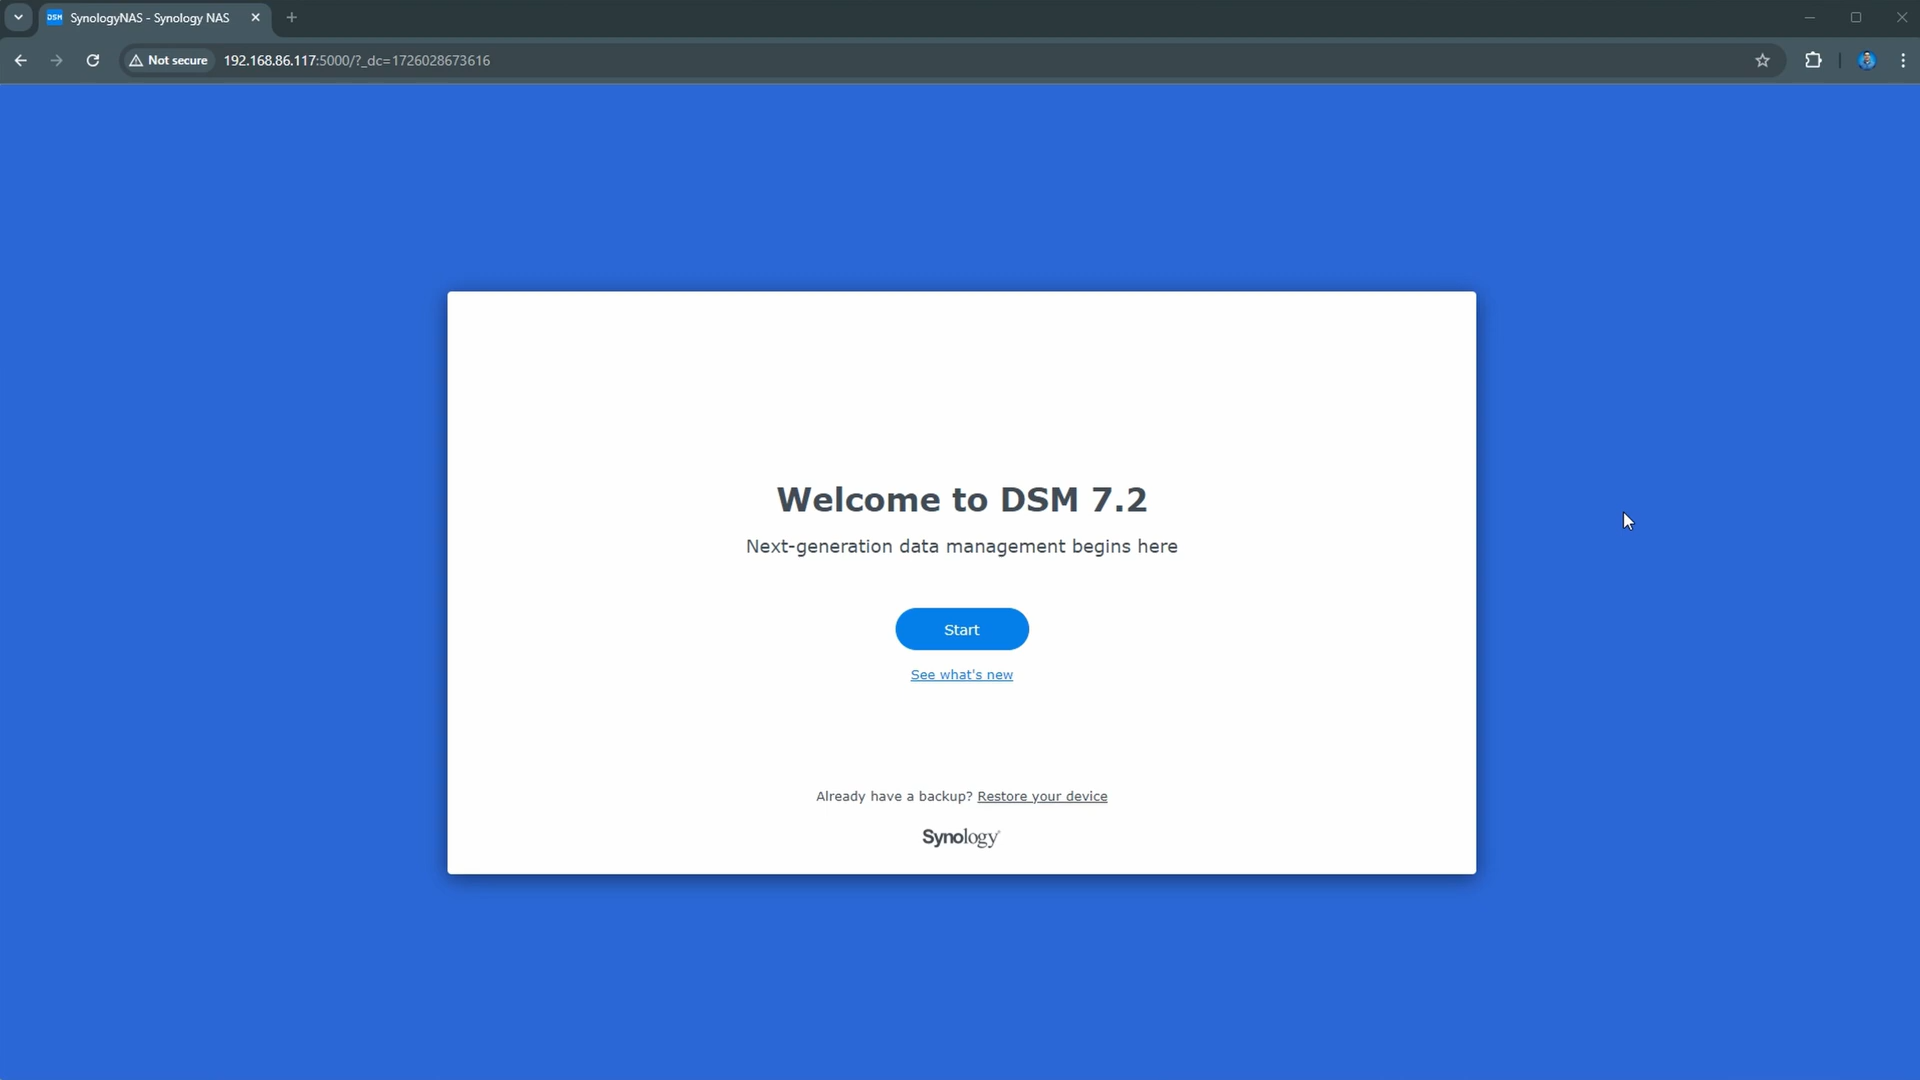 DSM SynologyNAS - Synology NAS
Not secure 192.168.86.117:5000/?_dc=1726028673616
Welcome to DSM 7.2
Next-generation data management begins here
Start
See what's new
Already have a backup? Restore your device
Synology